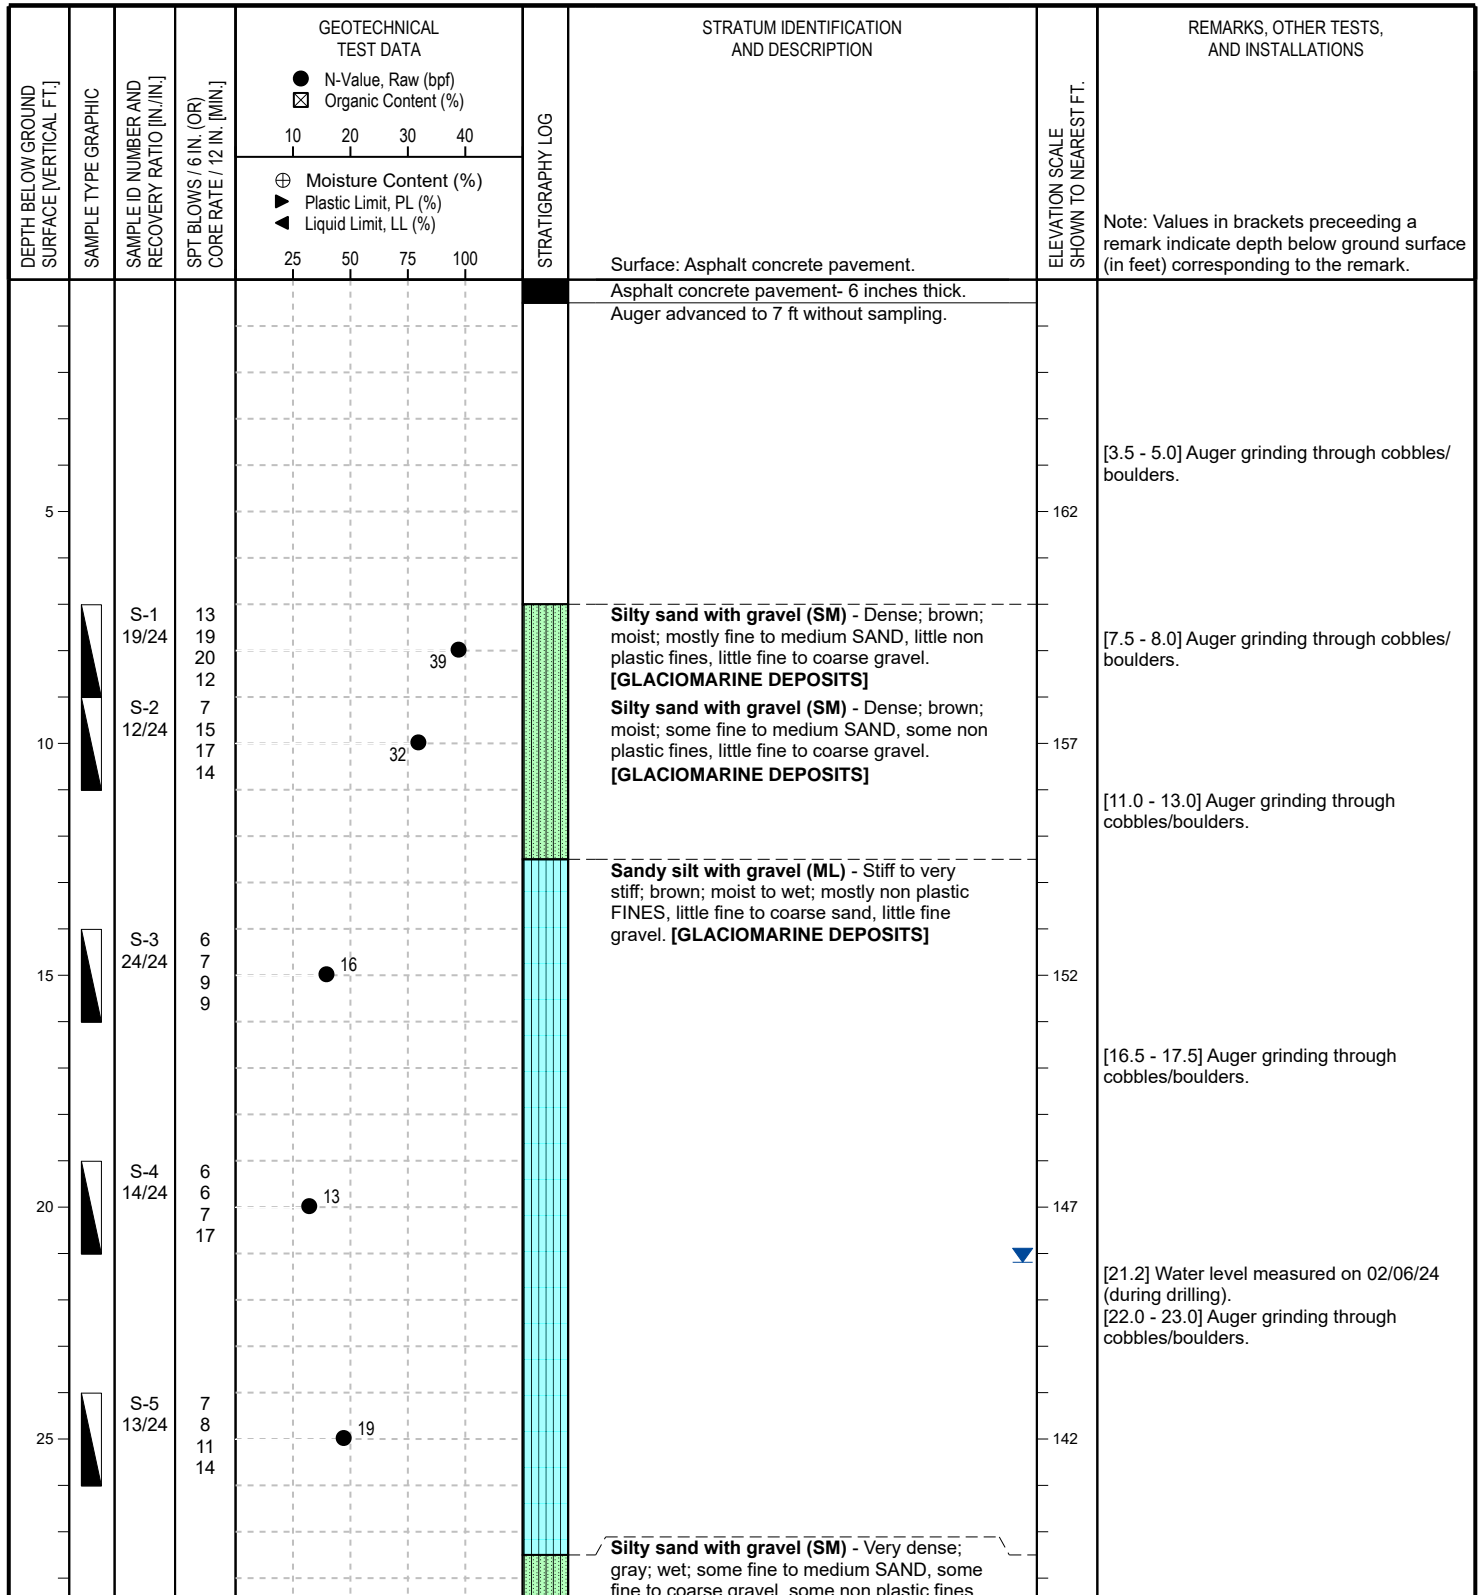 DEPTH BELOW GROUND
SURFACE [VERTICAL FT.]
SAMPLE TYPE GRAPHIC
SAMPLE ID NUMBER AND
RECOVERY RATIO [IN./IN.]
SPT BLOWS / 6 IN. (OR)
CORE RATE / 12 IN. [MIN.]
GEOTECHNICAL
TEST DATA
N-Value, Raw (bpf)
Organic Content (%)
10 20 30 40
Moisture Content (%)
Plastic Limit, PL (%)
Liquid Limit, LL (%)
25 50 75 100
STRATIGRAPHY LOG
STRATUM IDENTIFICATION
AND DESCRIPTION
Surface: Asphalt concrete pavement.
ELEVATION SCALE
SHOWN TO NEAREST FT.
REMARKS, OTHER TESTS,
AND INSTALLATIONS
Note: Values in brackets preceeding a
remark indicate depth below ground surface
(in feet) corresponding to the remark.
Asphalt concrete pavement- 6 inches thick.
Auger advanced to 7 ft without sampling.
[3.5 - 5.0] Auger grinding through cobbles/
boulders.
5
162
S-1
19/24
13
19
20
12
39
Silty sand with gravel (SM) - Dense; brown;
moist; mostly fine to medium SAND, little non
plastic fines, little fine to coarse gravel.
[GLACIOMARINE DEPOSITS]
[7.5 - 8.0] Auger grinding through cobbles/
boulders.
S-2
12/24
7
15
17
14
10
32
Silty sand with gravel (SM) - Dense; brown;
moist; some fine to medium SAND, some non
plastic fines, little fine to coarse gravel.
[GLACIOMARINE DEPOSITS]
157
[11.0 - 13.0] Auger grinding through
cobbles/boulders.
Sandy silt with gravel (ML) - Stiff to very
stiff; brown; moist to wet; mostly non plastic
FINES, little fine to coarse sand, little fine
gravel. [GLACIOMARINE DEPOSITS]
S-3
24/24
6
7
9
9
15
16
152
[16.5 - 17.5] Auger grinding through
cobbles/boulders.
S-4
14/24
6
6
7
17
20
13
147
[21.2] Water level measured on 02/06/24
(during drilling).
[22.0 - 23.0] Auger grinding through
cobbles/boulders.
S-5
13/24
7
8
11
14
25
19
142
Silty sand with gravel (SM) - Very dense;
gray; wet; some fine to medium SAND, some
fine to coarse gravel, some non plastic fines